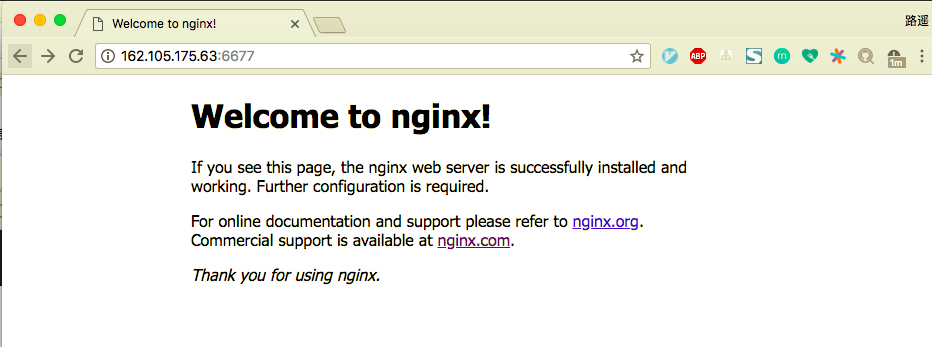 Welcome to nginx!
路遥
162.105.175.63:6677
ABP
S
m
1m
Welcome to nginx!
If you see this page, the nginx web server is successfully installed and
working. Further configuration is required.
For online documentation and support please refer to nginx.org.
Commercial support is available at nginx.com.
Thank you for using nginx.